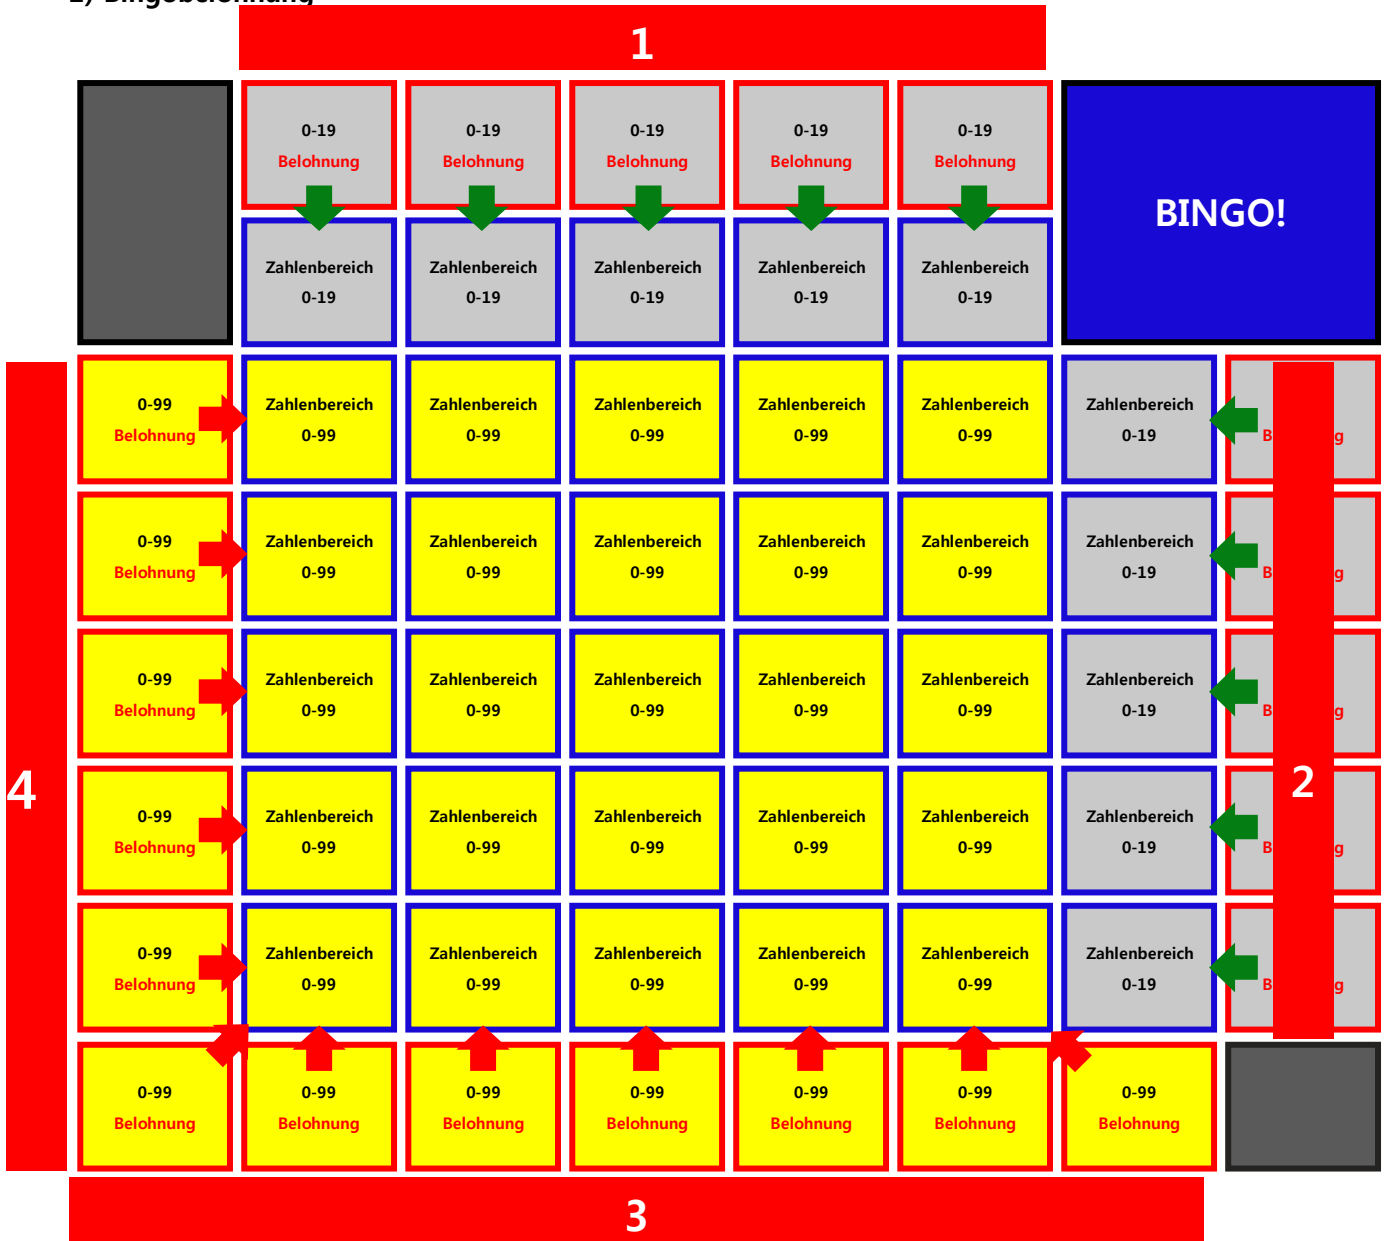 1
0-19 0-19 0-19 0-19 0-19
Belohnung Belohnung Belohnung Belohnung Belohnung
BINGO!
Zahlenbereich Zahlenbereich Zahlenbereich Zahlenbereich Zahlenbereich
0-19 0-19 0-19 0-19 0-19
0-99 Zahlenbereich Zahlenbereich Zahlenbereich Zahlenbereich Zahlenbereich Zahlenbereich
Belohnung 0-99 0-99 0-99 0-99 0-99 0-19
0-99 Zahlenbereich Zahlenbereich Zahlenbereich Zahlenbereich Zahlenbereich Zahlenbereich
Belohnung 0-99 0-99 0-99 0-99 0-99 0-19
0-99 Zahlenbereich Zahlenbereich Zahlenbereich Zahlenbereich Zahlenbereich Zahlenbereich
Belohnung 0-99 0-99 0-99 0-99 0-99 0-19
4
2
0-99 Zahlenbereich Zahlenbereich Zahlenbereich Zahlenbereich Zahlenbereich Zahlenbereich
Belohnung 0-99 0-99 0-99 0-99 0-99 0-19
0-99 Zahlenbereich Zahlenbereich Zahlenbereich Zahlenbereich Zahlenbereich Zahlenbereich
Belohnung 0-99 0-99 0-99 0-99 0-99 0-19
0-99 0-99 0-99 0-99 0-99 0-99 0-99
Belohnung Belohnung Belohnung Belohnung Belohnung Belohnung Belohnung
3